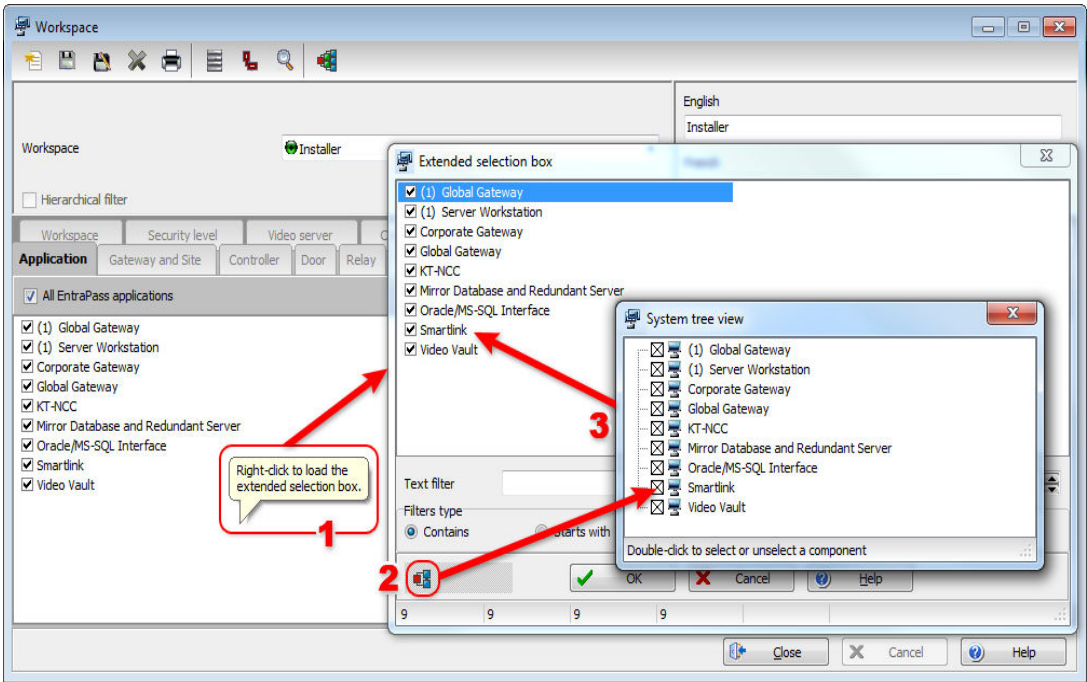 Workspace
English
Installer
Workspace
Installer
Hierarchical filter
Workspace
Security level
Video server
Application
Gateway and Site
Controller
Door
Relay
All EntraPass applications
(1) Global Gateway
(1) Server Workstation
Corporate Gateway
Global Gateway
KT-NCC
Mirror Database and Redundant Server
Oracle/MS-SQL Interface
Smartlink
Video Vault
Right-click to load the
extended selection box.
1
Extended selection box
(1) Global Gateway
(1) Server Workstation
Corporate Gateway
Global Gateway
KT-NCC
Mirror Database and Redundant Server
Oracle/MS-SQL Interface
Smartlink
Video Vault
3
Text filter
Filters type
Contains
Starts with
2
OK
Cancel
Help
9 9 9 9
System tree view
(1) Global Gateway
(1) Server Workstation
Corporate Gateway
Global Gateway
KT-NCC
Mirror Database and Redundant Server
Oracle/MS-SQL Interface
Smartlink
Video Vault
Double-click to select or unselect a component
Close
Cancel
Help